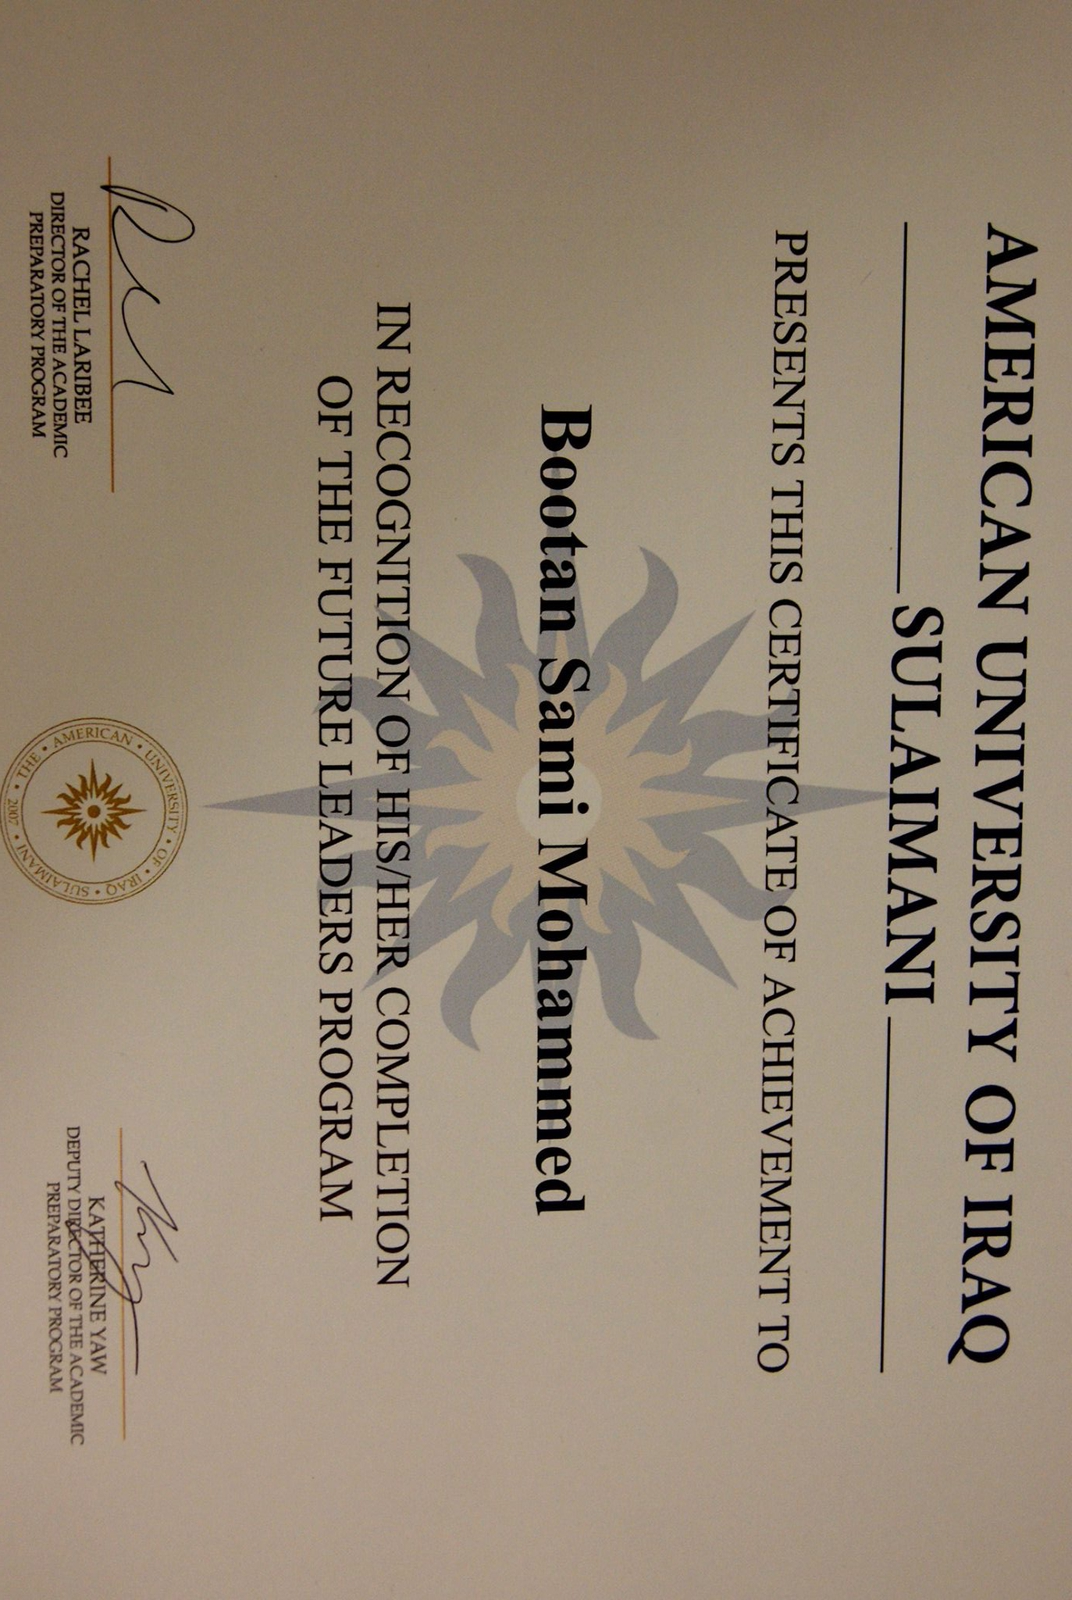 AMERICAN UNIVERSITY OF IRAQ
SULAIMANI
PRESENTS THIS CERTIFICATE OF ACHIEVEMENT TO
Bootan Sami Mohammed
IN RECOGNITION OF HIS/HER COMPLETION
OF THE FUTURE LEADERS PROGRAM
RACHEL LARIBEE
DIRECTOR OF THE ACADEMIC
PREPARATORY PROGRAM
THE • AMERICAN • UNIVERSITY • OF • IRAQ • SULAIMANI • 2007 •
KATHERINE YAW
DEPUTY DIRECTOR OF THE ACADEMIC
PREPARATORY PROGRAM